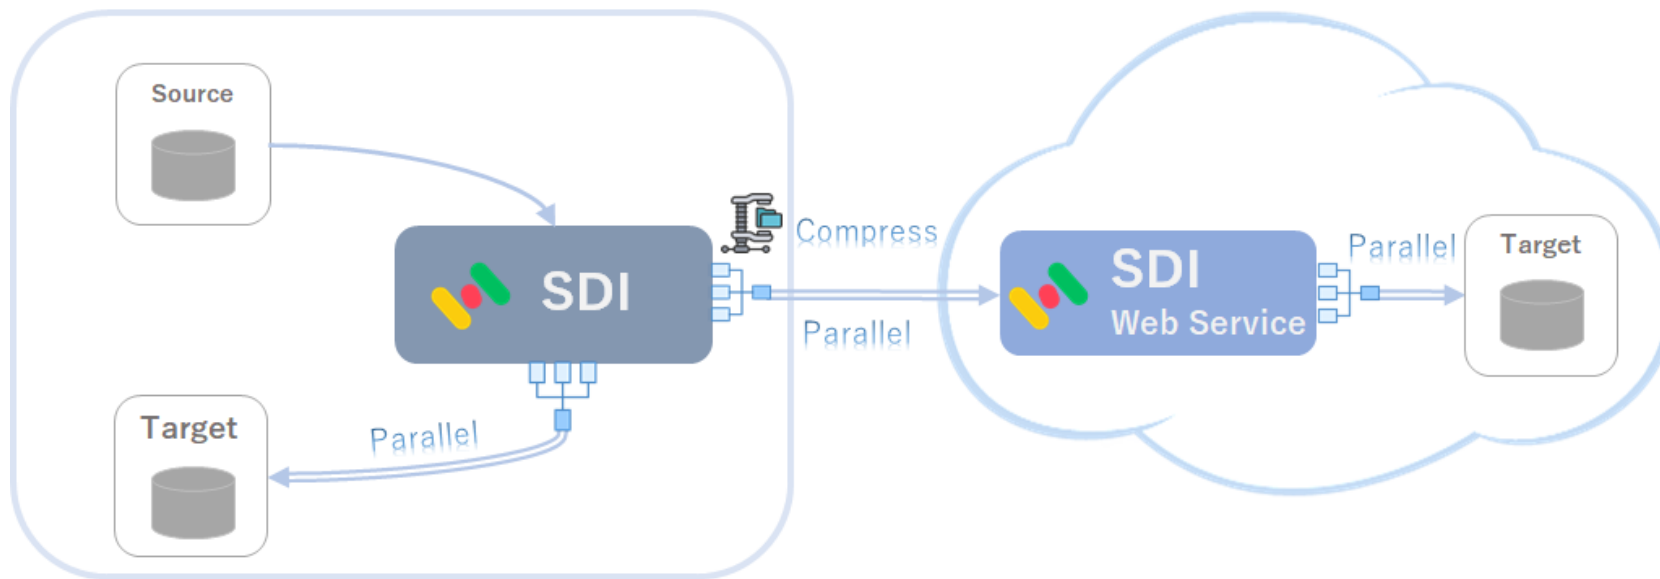 Source
SDI
Target
Parallel
Compress
Parallel
SDI
Web Service
Parallel
Target